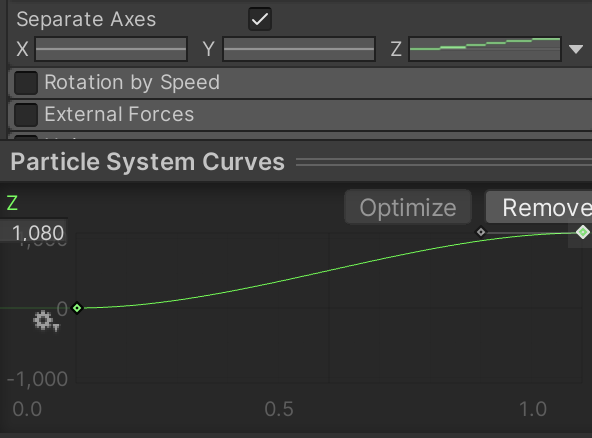 Separate Axes
X Y Z
Rotation by Speed
External Forces
Particle System Curves
Z
Optimize Remove
1,080
0
-1,000
0.0 0.5 1.0